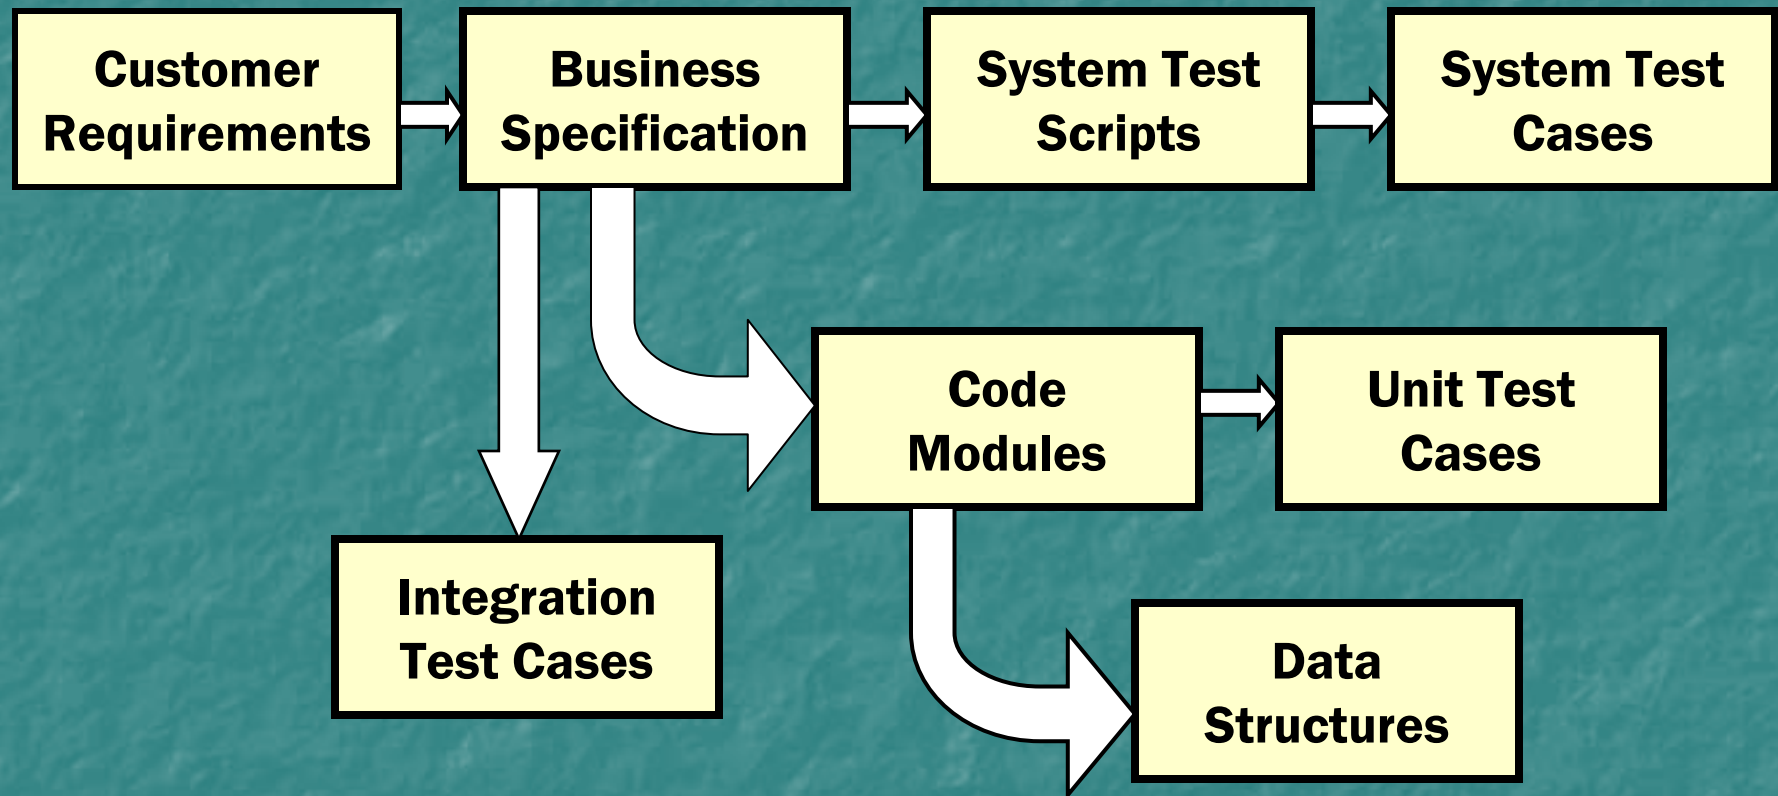 Customer
Requirements
Business
Specification
System Test
Scripts
System Test
Cases
Code
Modules
Unit Test
Cases
Integration
Test Cases
Data
Structures